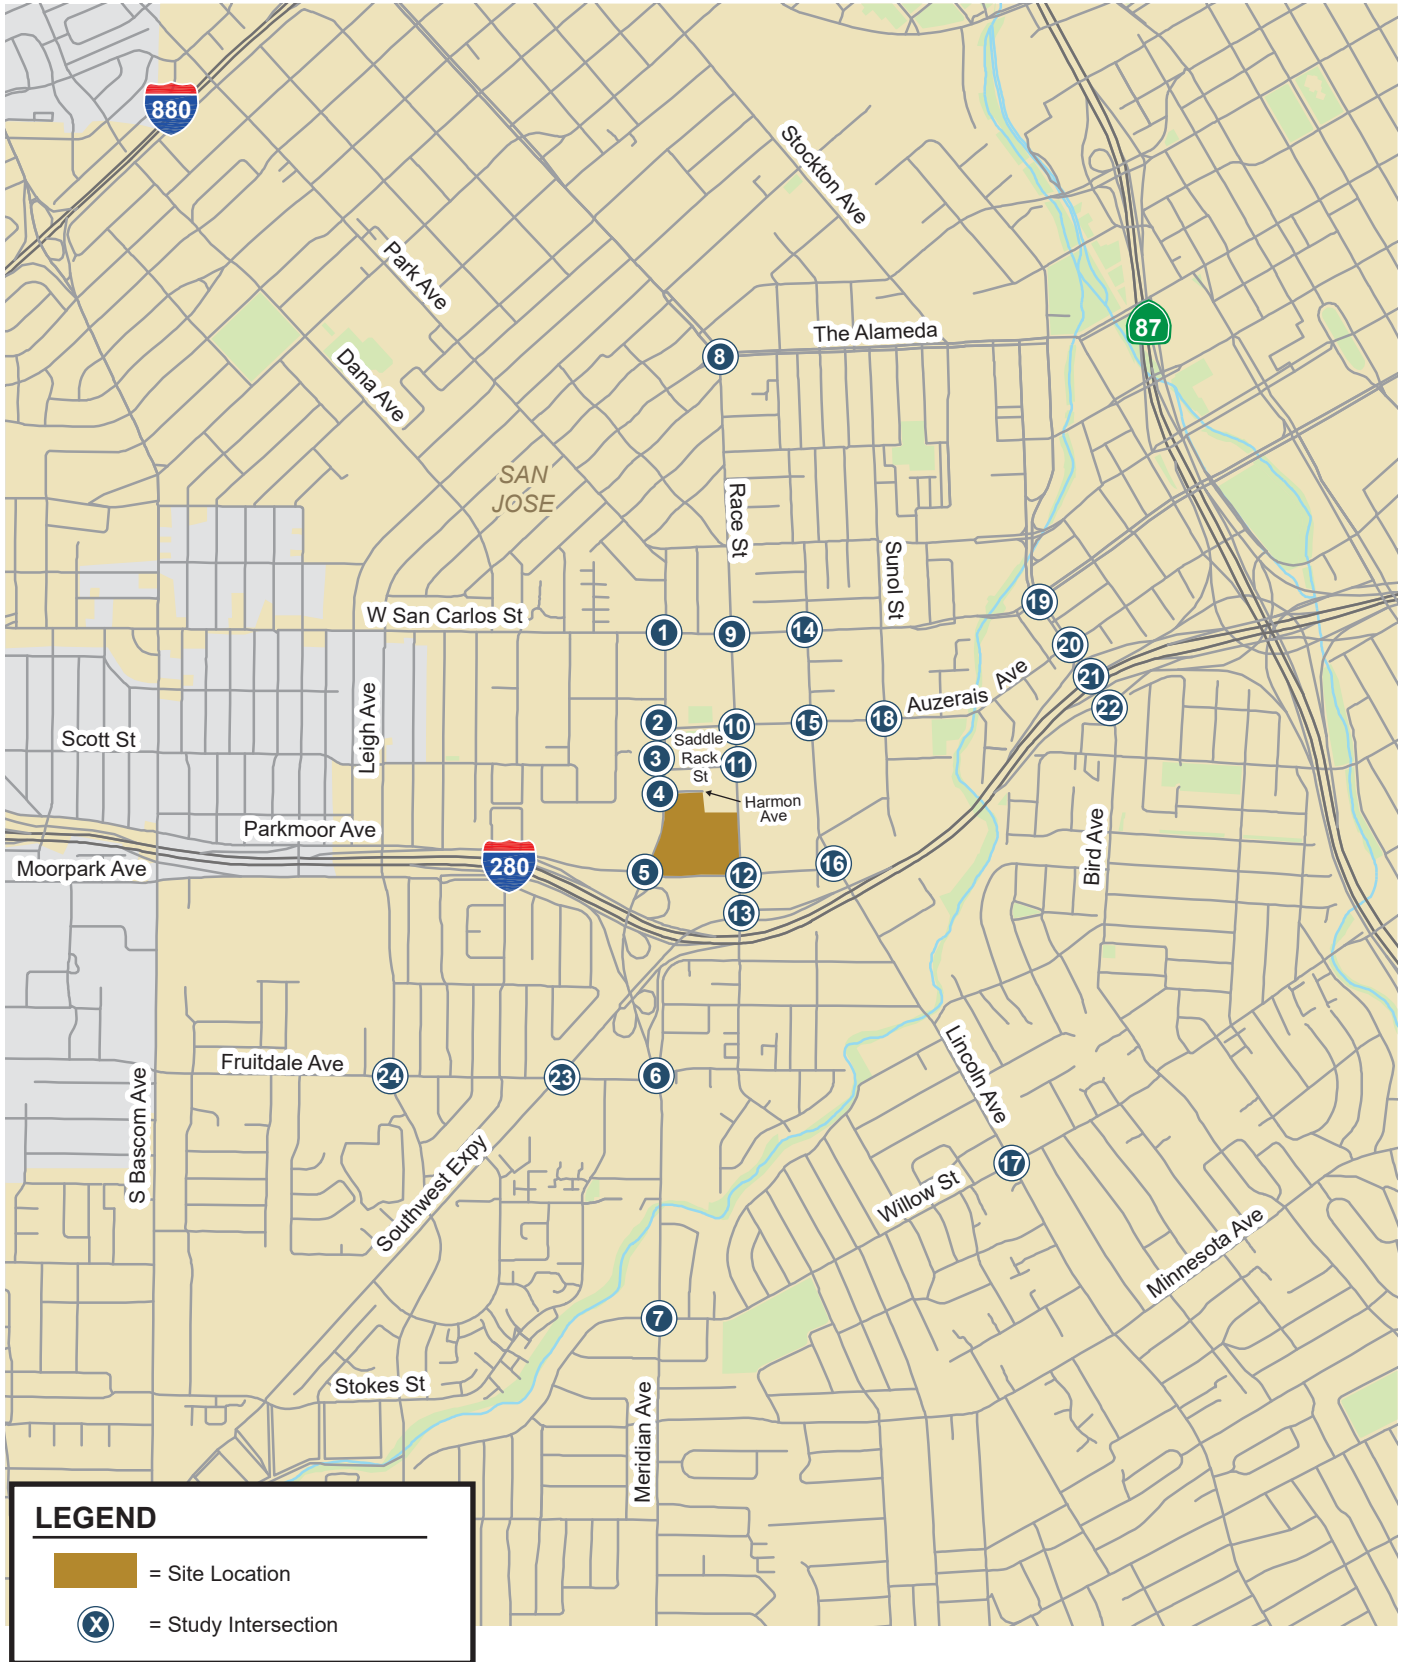 880
Stockton Ave
Park Ave
The Alameda
87
8
Dana Ave
SAN
JOSE
Race St
Sunol St
W San Carlos St
1
9
14
19
20
21
22
Leigh Ave
Auzerais Ave
2
10
15
18
Scott St
Saddle
Rack
St
3
11
4
Harmon
Ave
Parkmoor Ave
Moorpark Ave
280
5
12
16
Bird Ave
13
Fruitdale Ave
24
23
6
Lincoln Ave
S Bascom Ave
Southwest Expy
17
Willow St
Minnesota Ave
7
Stokes St
Meridian Ave
LEGEND
= Site Location
X
= Study Intersection